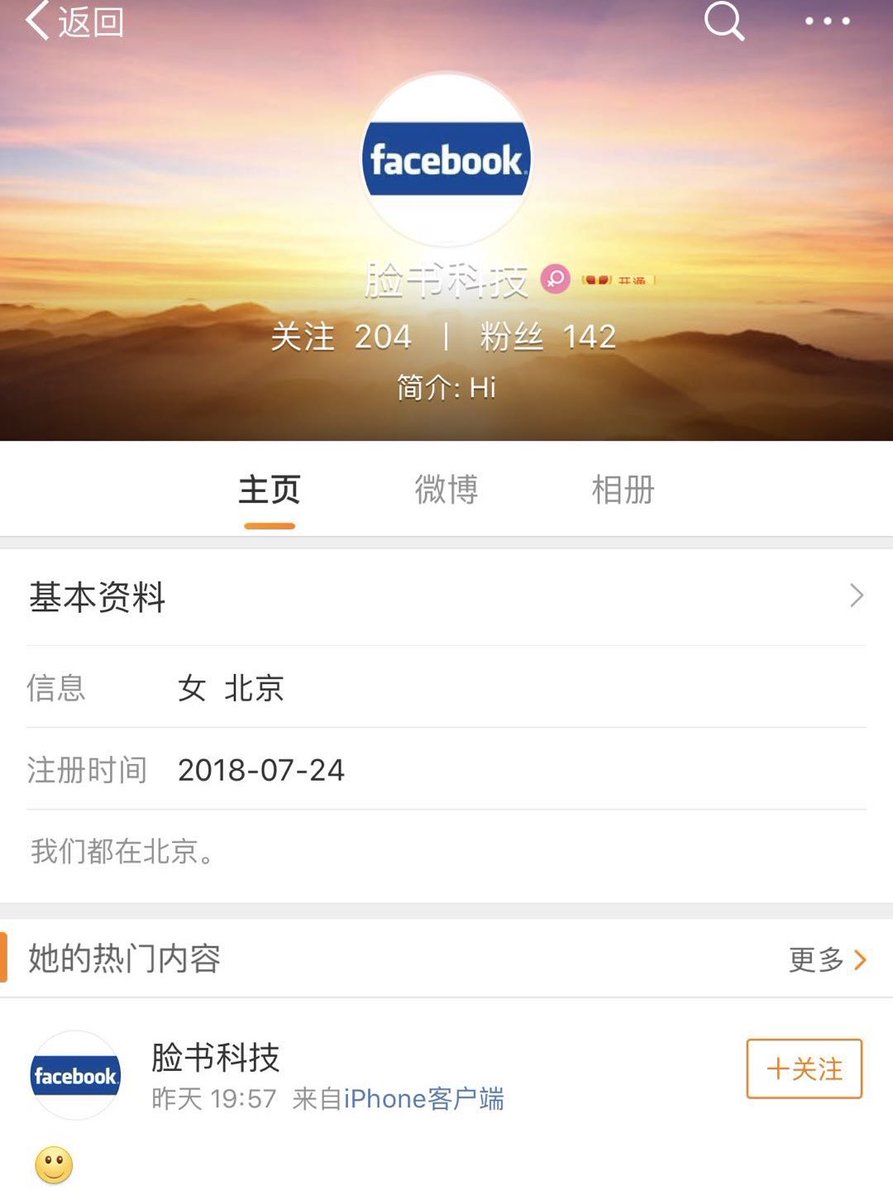 返回
facebook
脸书科技 开通
关注 204 | 粉丝 142
简介: Hi
主页 微博 相册
基本资料
信息 女 北京
注册时间 2018-07-24
我们都在北京。
她的热门内容 更多
facebook 脸书科技
昨天 19:57 来自iPhone客户端
+关注